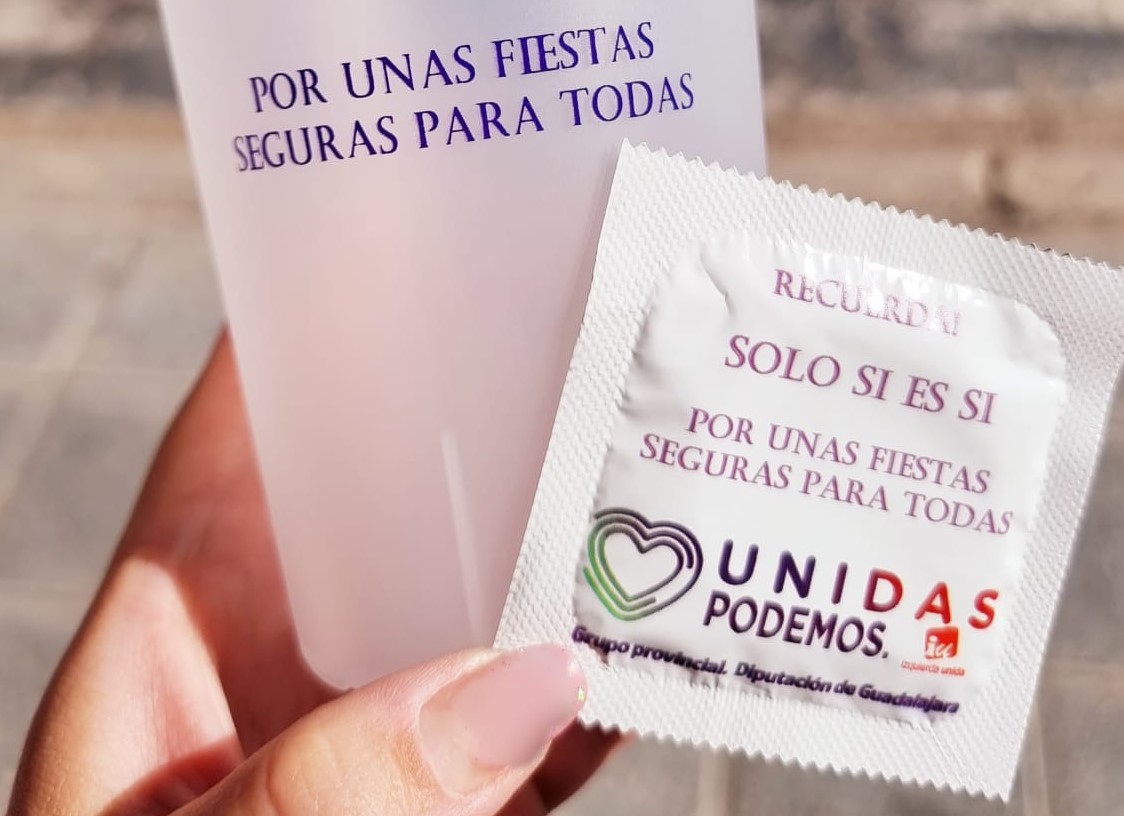 POR UNAS FIESTAS
SEGURAS PARA TODAS
RECUERDA!
SOLO SI ES SI
POR UNAS FIESTAS
SEGURAS PARA TODAS
UNIDAS
PODEMOS.
izquierda unida
Grupo provincial. Diputación de Guadalajara